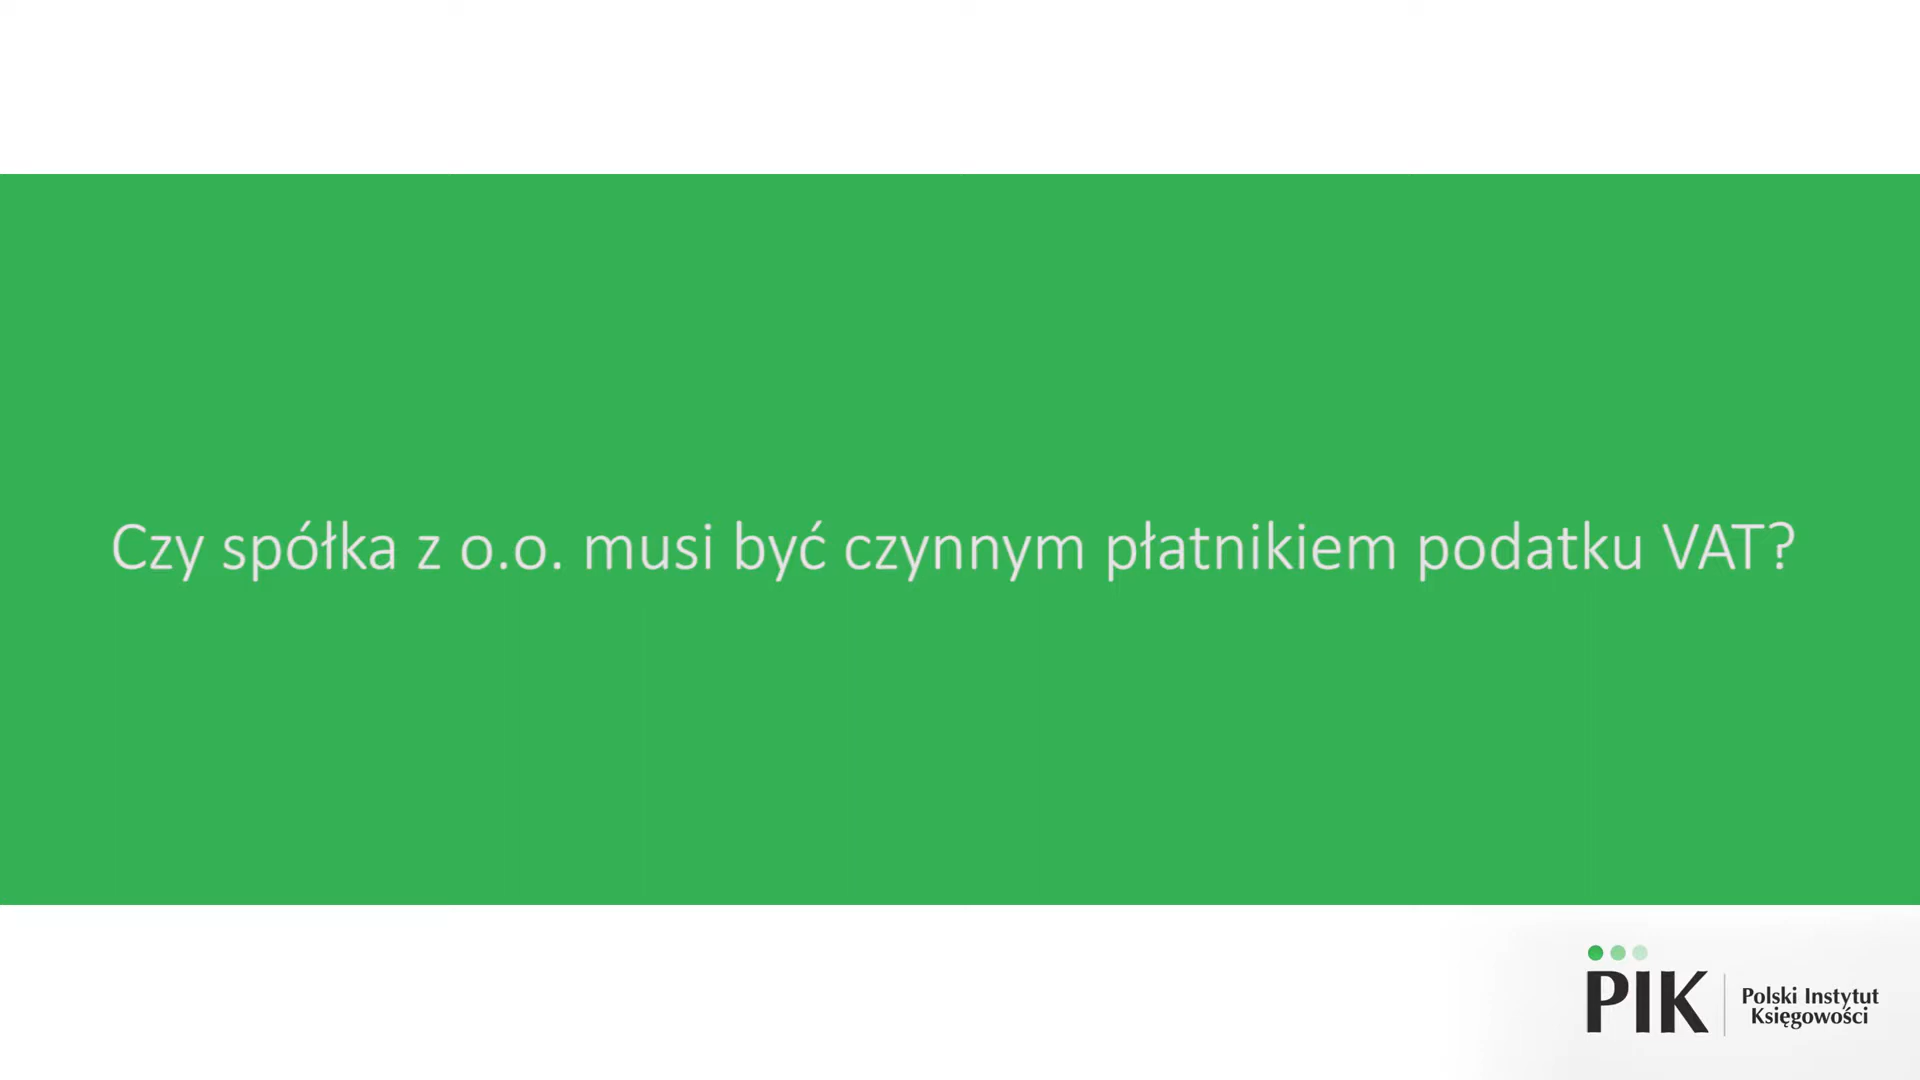 Czy spółka z o.o. musi być czynnym płatnikiem podatku VAT?
PIK
Polski Instytut
Księgowości